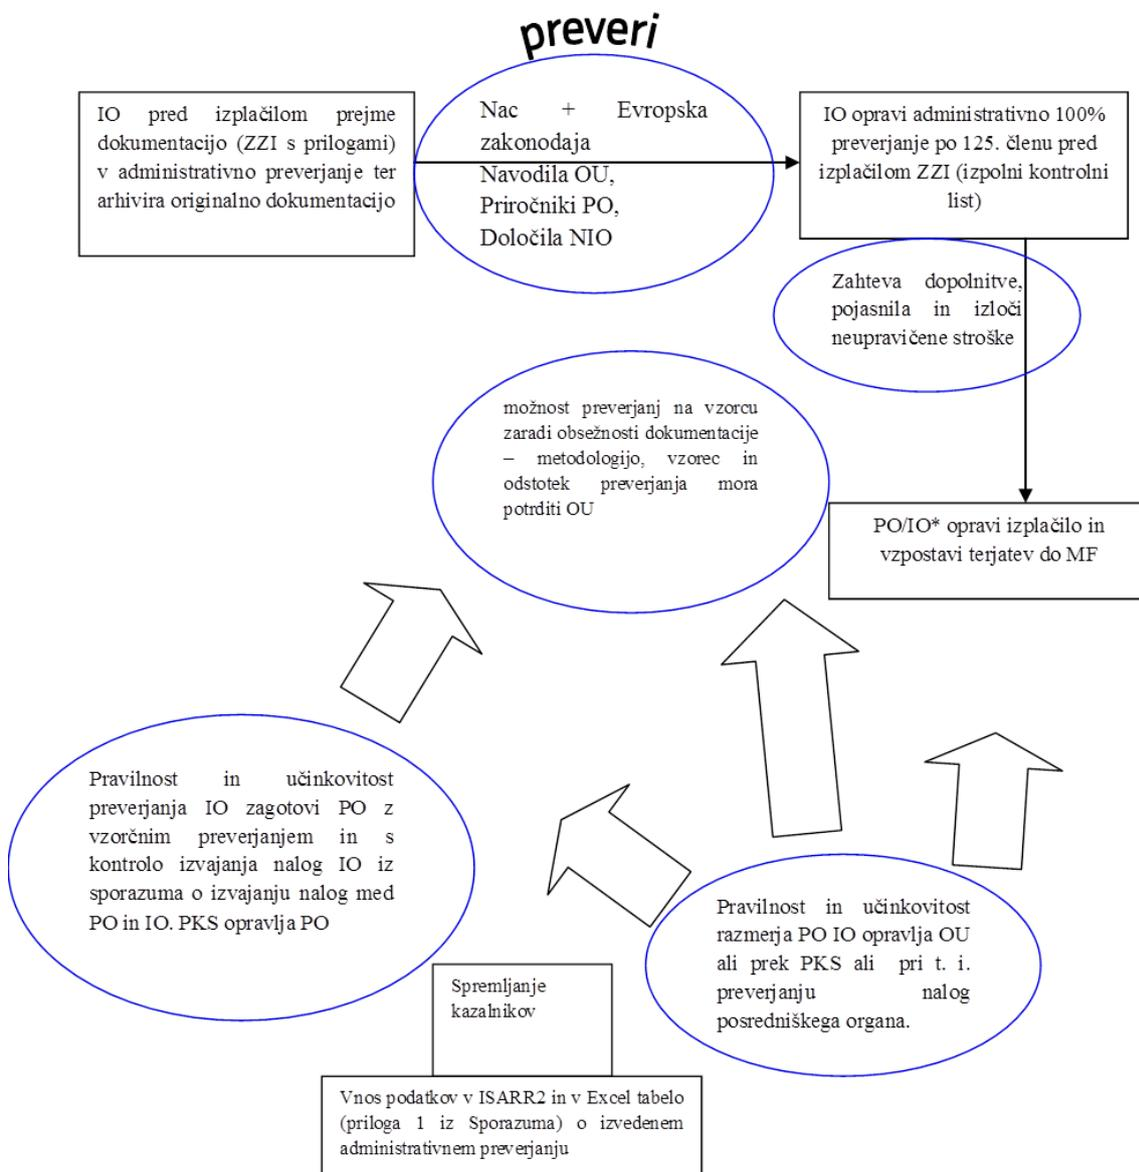 preveri
IO pred izplačilom prejme
dokumentacijo (ZZI s prilogami)
v administrativno preverjanje ter
arhivira originalno dokumentacijo
Nac + Evropska
zakonodaja
Navodila OU,
Priročniki PO,
Določila NIO
IO opravi administrativno 100%
preverjanje po 125. členu pred
izplačilom ZZI (izpolni kontrolni
list)
Zahteva dopolnitve,
pojasnila in izloči
neupravičene stroške
možnost preverjanj na vzorcu
zaradi obsežnosti dokumentacije
– metodologijo, vzorec in
odstotek preverjanja mora
potrditi OU
PO/IO* opravi izplačilo in
vzpostavi terjatev do MF
Pravilnost in učinkovitost
preverjanja IO zagotovi PO z
vzorčnim preverjanjem in s
kontrolo izvajanja nalog IO iz
sporazuma o izvajanju nalog med
PO in IO. PKS opravlja PO
Pravilnost in učinkovitost
razmerja PO IO opravlja OU
ali prek PKS ali pri t. i.
preverjanju nalog
posredniškega organa.
Spremljanje
kazalnikov
Vnos podatkov v ISARR2 in v Excel tabelo
(priloga 1 iz Sporazuma) o izvedenem
administrativnem preverjanju